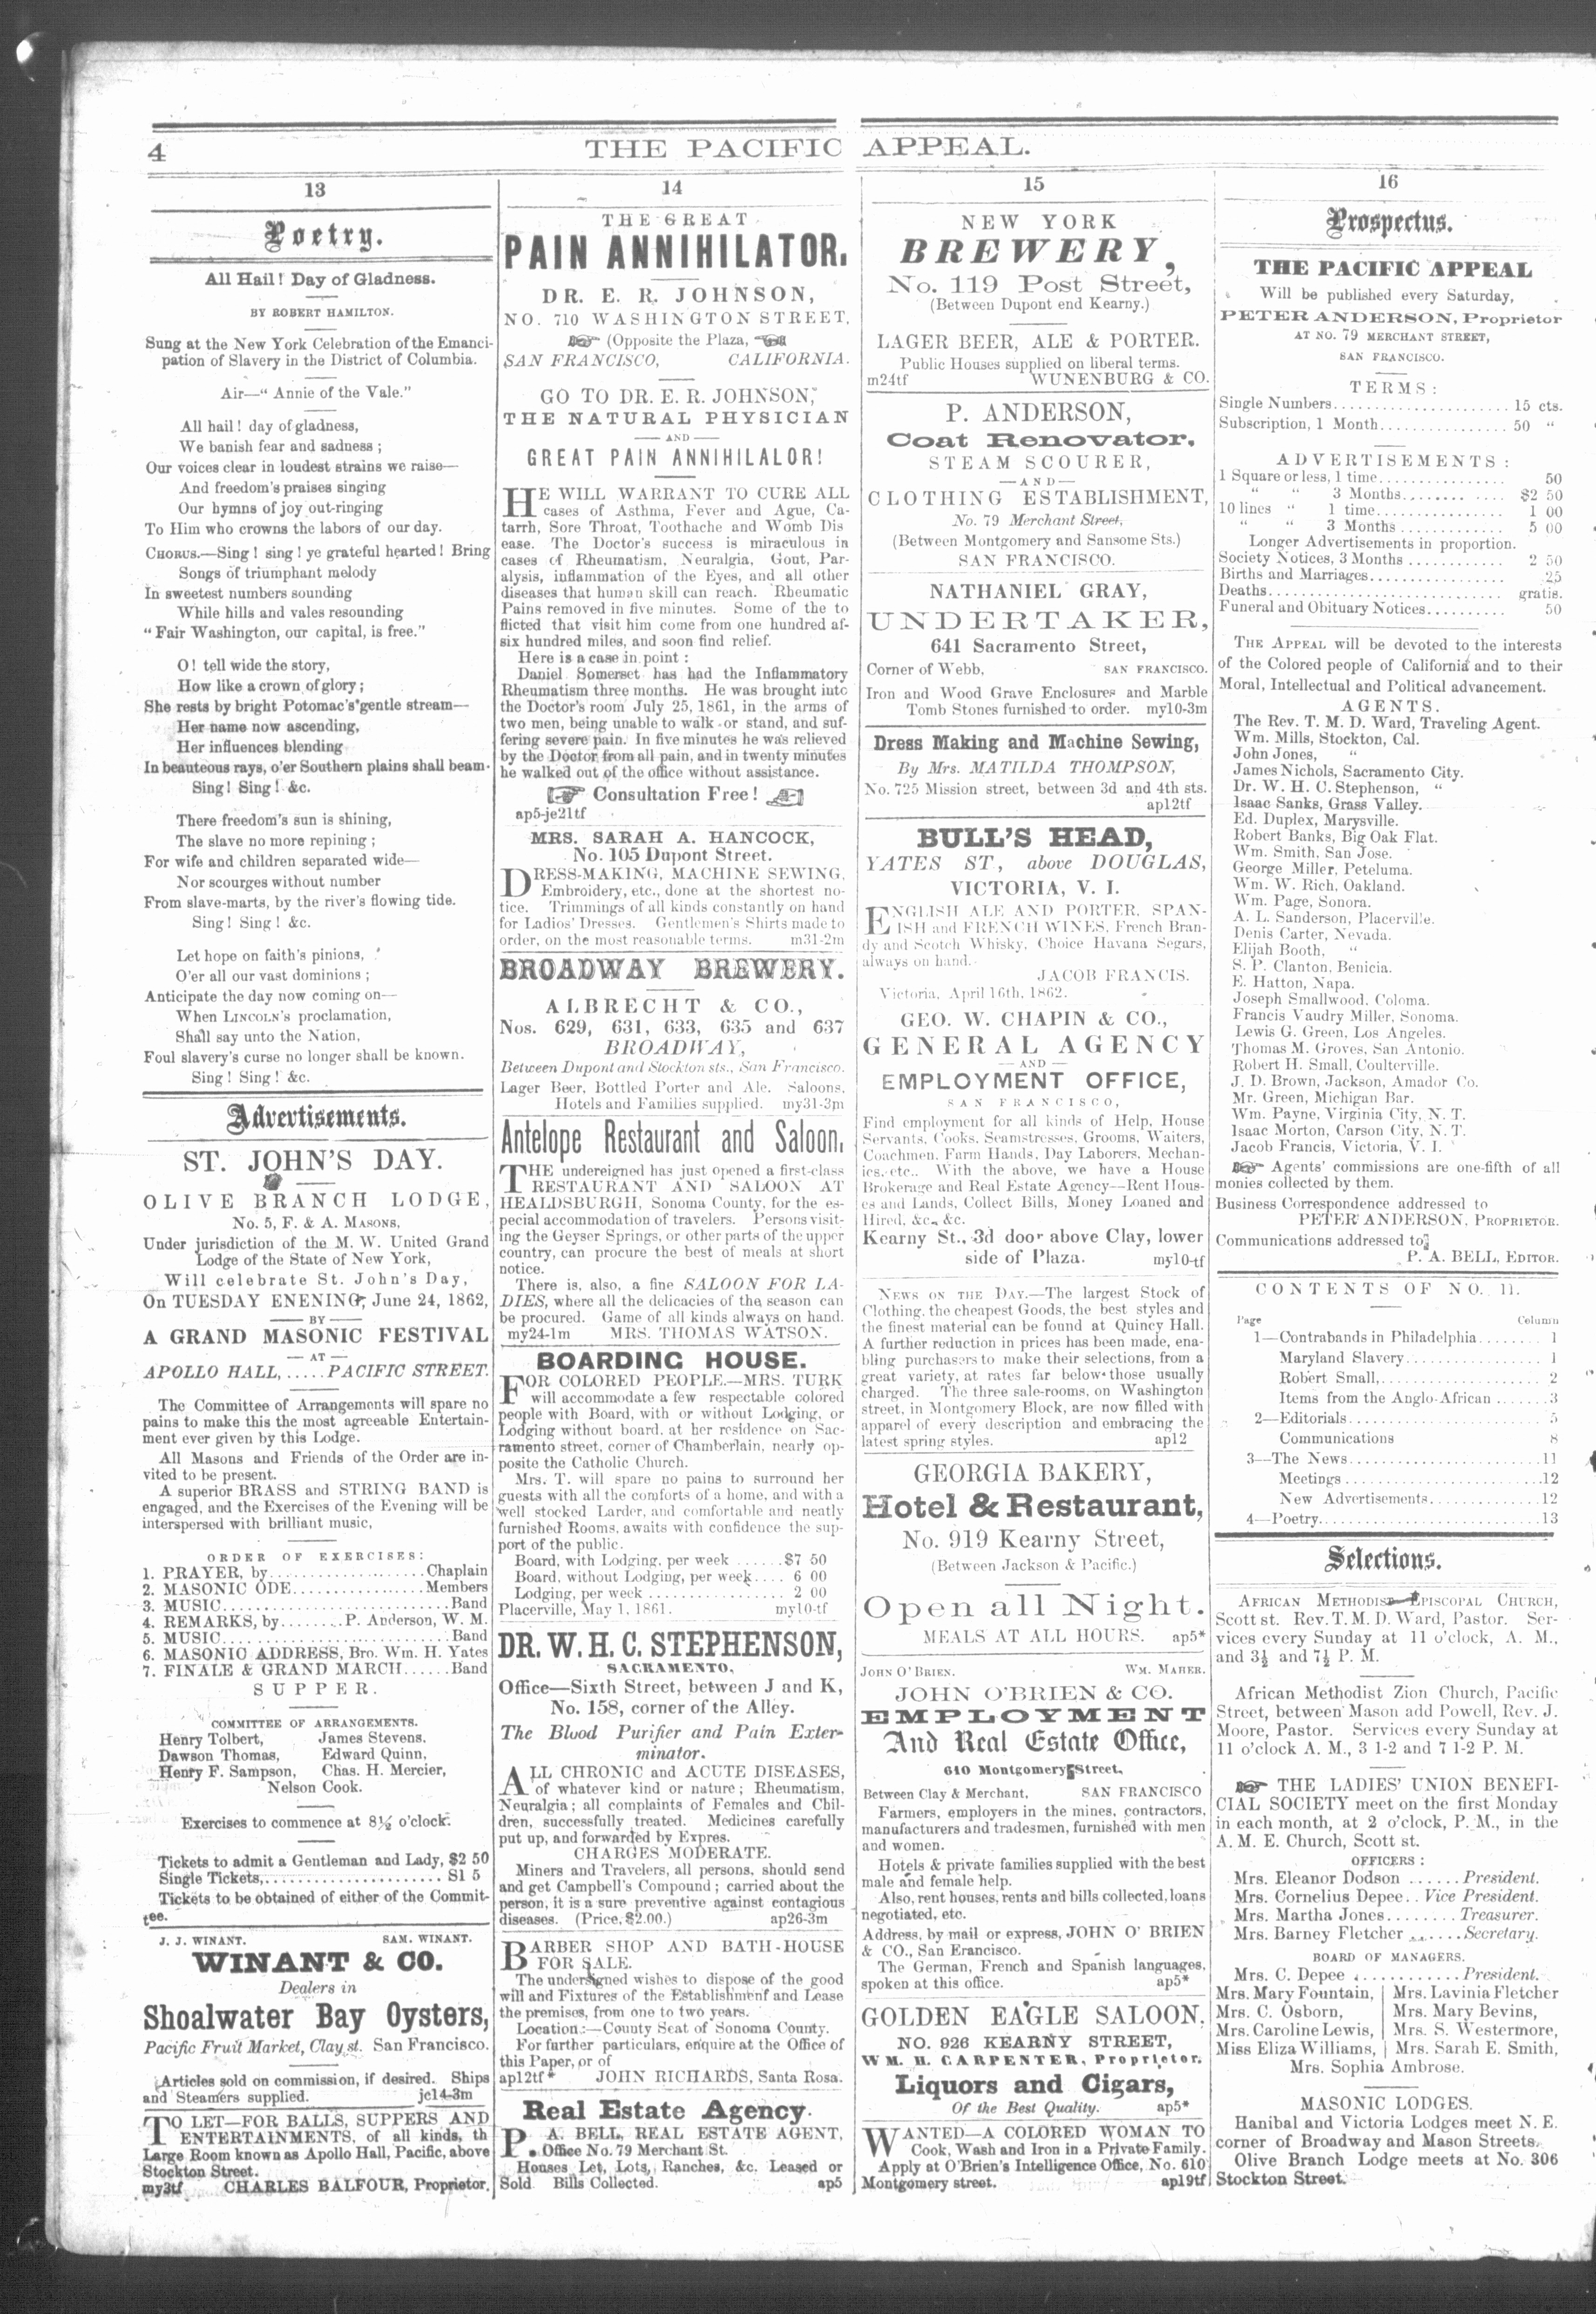 4
THE PACIFIC APPEAL.
13
Poetry.
All Hail! Day of Gladness.
BY ROBERT HAMILTON.
Sung at the New York Celebration of the Emanci-
pation of Slavery in the District of Columbia.
Air—“ Annie of the Vale.”
All hail! day of gladness,
We banish fear and sadness ;
Our voices clear in loudest strains we raise—
And freedom's praises singing
Our hymns of joy out-ringing
To Him who crowns the labors of our day.
CHORUS.—Sing ! sing ! ye grateful hearted ! Bring
Songs of triumphant melody
In sweetest numbers sounding
While hills and vales resounding
“ Fair Washington, our capital, is free.”
O! tell wide the story,
How like a crown of glory ;
She rests by bright Potomac's gentle stream—
Her name now ascending,
Her influences blending
In beauteous rays, o'er Southern plains shall beam.
Sing! Sing! &c.
There freedom's sun is shining,
The slave no more repining ;
For wife and children separated wide—
Nor scourges without number
From slave-marts, by the river's flowing tide.
Sing! Sing! &c.
Let hope on faith's pinions,
O'er all our vast dominions ;
Anticipate the day now coming on—
When LINCOLN'S proclamation,
Shall say unto the Nation,
Foul slavery's curse no longer shall be known.
Sing! Sing! &c.
Advertisements.
ST. JOHN'S DAY.
OLIVE BRANCH LODGE,
No. 5, F. & A. MASONS,
Under jurisdiction of the M. W. United Grand
Lodge of the State of New York,
Will celebrate St. John's Day,
On TUESDAY ENENING, June 24, 1862,
— BY —
A GRAND MASONIC FESTIVAL
— AT —
APOLLO HALL, ..... PACIFIC STREET.
The Committee of Arrangements will spare no
pains to make this the most agreeable Entertain-
ment ever given by this Lodge.
All Masons and Friends of the Order are in-
vited to be present.
A superior BRASS and STRING BAND is
engaged, and the Exercises of the Evening will be
interspersed with brilliant music,
ORDER OF EXERCISES:
1. PRAYER, by......................Chaplain
2. MASONIC ODE................Members
3. MUSIC............................Band
4. REMARKS, by........P. Anderson, W. M.
5. MUSIC............................Band
6. MASONIC ADDRESS, Bro. Wm. H. Yates
7. FINALE & GRAND MARCH......Band
SUPPER.
COMMITTEE OF ARRANGEMENTS.
Henry Tolbert, James Stevens.
Dawson Thomas, Edward Quinn,
Henry F. Sampson, Chas. H. Mercier,
Nelson Cook.
Exercises to commence at 8½ o'clock.
Tickets to admit a Gentleman and Lady, $2 50
Single Tickets,...................... S1 5
Tickets to be obtained of either of the Commit-
tee.
J. J. WINANT. SAM. WINANT.
WINANT & CO.
Dealers in
Shoalwater Bay Oysters,
Pacific Fruit Market, Clay st. San Francisco.
Articles sold on commission, if desired. Ships
and Steamers supplied. je14-3m
TO LET—FOR BALLS, SUPPERS AND
ENTERTAINMENTS, of all kinds, th
Large Room known as Apollo Hall, Pacific, above
Stockton Street.
my3tf CHARLES BALFOUR, Proprietor.
14
THE GREAT
PAIN ANNIHILATOR.
DR. E. R. JOHNSON,
NO. 710 WASHINGTON STREET,
(Opposite the Plaza,
SAN FRANCISCO, CALIFORNIA.
GO TO DR. E. R. JOHNSON,
THE NATURAL PHYSICIAN
— AND —
GREAT PAIN ANNIHILALOR!
HE WILL WARRANT TO CURE ALL
cases of Asthma, Fever and Ague, Ca-
tarrh, Sore Throat, Toothache and Womb Dis
ease. The Doctor's success is miraculous in
cases of Rheumatism, Neuralgia, Gout, Par-
alysis, inflammation of the Eyes, and all other
diseases that human skill can reach. Rheumatic
Pains removed in five minutes. Some of the to
flicted that visit him come from one hundred af-
six hundred miles, and soon find relief.
Here is a case in point :
Daniel Somerset has had the Inflammatory
Rheumatism three months. He was brought into
the Doctor's room July 25, 1861, in the arms of
two men, being unable to walk or stand, and suf-
fering severe pain. In five minutes he was relieved
by the Doctor from all pain, and in twenty minutes
he walked out of the office without assistance.
Consultation Free!
ap5-je21tf
MRS. SARAH A. HANCOCK,
No. 105 Dupont Street.
DRESS-MAKING, MACHINE SEWING,
Embroidery, etc., done at the shortest no-
tice. Trimmings of all kinds constantly on hand
for Ladios' Dresses. Gentlemen's Shirts made to
order, on the most reasonable terms. m31-2m
BROADWAY BREWERY.
ALBRECHT & CO.,
Nos. 629, 631, 633, 635 and 637
BROADWAY,
Between Dupont and Stockton sts., San Francisco.
Lager Beer, Bottled Porter and Ale. Saloons,
Hotels and Families supplied. my31-3m
Antelope Restaurant and Saloon,
THE undereigned has just opened a first-class
RESTAURANT AND SALOON AT
HEALDSBURGH, Sonoma County, for the es-
pecial accommodation of travelers. Persons visit-
ing the Geyser Springs, or other parts of the upper
country, can procure the best of meals at short
notice.
There is, also, a fine SALOON FOR LA-
DIES, where all the delicacies of the season can
be procured. Game of all kinds always on hand.
my24-1m MRS. THOMAS WATSON.
BOARDING HOUSE.
FOR COLORED PEOPLE.—MRS. TURK
will accommodate a few respectable colored
people with Board, with or without Lodging, or
Lodging without board, at her residence on Sac-
ramento street, corner of Chamberlain, nearly op-
posite the Catholic Church.
Mrs. T. will spare no pains to surround her
guests with all the comforts of a home, and with a
well stocked Larder, and comfortable and neatly
furnished Rooms, awaits with confidence the sup-
port of the public.
Board, with Lodging, per week ......$7 50
Board, without Lodging, per week.... 6 00
Lodging, per week ................. 2 00
Placerville, May 1, 1861. my10-tf
DR. W. H. C. STEPHENSON,
SACRAMENTO,
Office—Sixth Street, between J and K,
No. 158, corner of the Alley.
The Blood Purifier and Pain Exter-
minator.
ALL CHRONIC and ACUTE DISEASES,
of whatever kind or nature ; Rheumatism,
Neuralgia ; all complaints of Females and Chil-
dren, successfully treated. Medicines carefully
put up, and forwarded by Expres.
CHARGES MODERATE.
Miners and Travelers, all persons, should send
and get Campbell's Compound ; carried about the
person, it is a sure preventive against contagious
diseases. (Price, $2.00.) ap26-3m
BARBER SHOP AND BATH-HOUSE
FOR SALE.
The undersigned wishes to dispose of the good
will and Fixtures of the Establishmenf and Lease
the premises, from one to two years.
Location:—County Seat of Sonoma County.
For further particulars, enquire at the Office of
this Paper, or of
ap12tf* JOHN RICHARDS, Santa Rosa.
Real Estate Agency.
P. A. BELL, REAL ESTATE AGENT,
Office No. 79 Merchant St.
Houses Let, Lots, Ranches, &c. Leased or
Sold Bills Collected. ap5
15
NEW YORK
BREWERY,
No. 119 Post Street,
(Between Dupont end Kearny.)
LAGER BEER, ALE & PORTER.
Public Houses supplied on liberal terms.
m24tf WUNENBURG & CO.
P. ANDERSON,
Coat Renovator,
STEAM SCOURER,
—AND—
CLOTHING ESTABLISHMENT,
No. 79 Merchant Street,
(Between Montgomery and Sansome Sts.)
SAN FRANCISCO.
NATHANIEL GRAY,
UNDERTAKER,
641 Sacramento Street,
Corner of Webb, SAN FRANCISCO.
Iron and Wood Grave Enclosures and Marble
Tomb Stones furnished to order. my10-3m
Dress Making and Machine Sewing,
By Mrs. MATILDA THOMPSON,
No. 725 Mission street, between 3d and 4th sts.
ap12tf
BULL'S HEAD,
YATES ST, above DOUGLAS,
VICTORIA, V. I.
ENGLISH ALE AND PORTER, SPAN-
ISH and FRENCH WINES, French Bran-
dy and Scotch Whisky, Choice Havana Segars,
always on hand.
JACOB FRANCIS.
Victoria, April 16th, 1862.
GEO. W. CHAPIN & CO.,
GENERAL AGENCY
— AND —
EMPLOYMENT OFFICE,
SAN FRANCISCO,
Find employment for all kinds of Help, House
Servants, Cooks, Seamstresses, Grooms, Waiters,
Coachmen, Farm Hands, Day Laborers, Mechan-
ics, etc.. With the above, we have a House
Brokerage and Real Estate Agency—Rent Hous-
es and Lands, Collect Bills, Money Loaned and
Hired, &c., &c.
Kearny St., 3d door above Clay, lower
side of Plaza. my10-tf
NEWS ON THE DAY.—The largest Stock of
Clothing, the cheapest Goods, the best styles and
the finest material can be found at Quincy Hall.
A further reduction in prices has been made, ena-
bling purchasers to make their selections, from a
great variety, at rates far below those usually
charged. The three sale-rooms, on Washington
street, in Montgomery Block, are now filled with
apparel of every description and embracing the
latest spring styles. ap12
GEORGIA BAKERY,
Hotel & Restaurant,
No. 919 Kearny Street,
(Between Jackson & Pacific.)
Open all Night.
MEALS AT ALL HOURS. ap5*
JOHN O'BRIEN. WM. MAHER.
JOHN O'BRIEN & CO.
EMPLOYMENT
And Real Estate Office,
610 Montgomery Street,
Between Clay & Merchant, SAN FRANCISCO
Farmers, employers in the mines, contractors,
manufacturers and tradesmen, furnished with men
and women.
Hotels & private families supplied with the best
male and female help.
Also, rent houses, rents and bills collected, loans
negotiated, etc.
Address, by mail or express, JOHN O' BRIEN
& CO., San Erancisco.
The German, French and Spanish languages,
spoken at this office. ap5*
GOLDEN EAGLE SALOON,
NO. 926 KEARNY STREET,
WM. H. CARPENTER, Proprietor.
Liquors and Cigars,
Of the Best Quality. ap5*
WANTED—A COLORED WOMAN TO
Cook, Wash and Iron in a Private Family.
Apply at O'Brien's Intelligence Office, No. 610
Montgomery street. ap19tf
16
Prospectus.
THE PACIFIC APPEAL
Will be published every Saturday,
PETER ANDERSON, Proprietor
AT NO. 79 MERCHANT STREET,
SAN FRANCISCO.
TERMS:
Single Numbers...................... 15 cts.
Subscription, 1 Month................ 50 “
ADVERTISEMENTS:
1 Square or less, 1 time................ 50
“ “ 3 Months............ $2 50
10 lines “ 1 time.............. 1 00
“ “ 3 Months ............ 5 00
Longer Advertisements in proportion.
Society Notices, 3 Months ............ 2 50
Births and Marriages................. 25
Deaths............................ gratis.
Funeral and Obituary Notices.......... 50
THE APPEAL will be devoted to the interests
of the Colored people of California and to their
Moral, Intellectual and Political advancement.
AGENTS.
The Rev. T. M. D. Ward, Traveling Agent.
Wm. Mills, Stockton, Cal.
John Jones, “
James Nichols, Sacramento City.
Dr. W. H. C. Stephenson, “
Isaac Sanks, Grass Valley.
Ed. Duplex, Marysville.
Robert Banks, Big Oak Flat.
Wm. Smith, San Jose.
George Miller, Peteluma.
Wm. W. Rich, Oakland.
Wm. Page, Sonora.
A. L. Sanderson, Placerville.
Denis Carter, Nevada.
Elijah Booth, “
S. P. Clanton, Benicia.
E. Hatton, Napa.
Joseph Smallwood, Coloma.
Francis Vaudry Miller, Sonoma.
Lewis G. Green, Los Angeles.
Thomas M. Groves, San Antonio.
Robert H. Small, Coulterville.
J. D. Brown, Jackson, Amador Co.
Mr. Green, Michigan Bar.
Wm. Payne, Virginia City, N. T.
Isaac Morton, Carson City, N. T.
Jacob Francis, Victoria, V. I.
Agents' commissions are one-fifth of all
monies collected by them.
Business Correspondence addressed to
PETER ANDERSON, PROPRIETOR.
Communications addressed to
P. A. BELL, EDITOR.
CONTENTS OF NO. 11.
Page Column
1—Contrabands in Philadelphia........ 1
Maryland Slavery................. 1
Robert Small,.................... 2
Items from the Anglo-African .......3
2—Editorials........................ 5
Communications 8
3—The News........................11
Meetings........................12
New Advertisements..............12
4—Poetry...........................13
Selections.
AFRICAN METHODIST EPISCOPAL CHURCH,
Scott st. Rev. T. M. D. Ward, Pastor. Ser-
vices every Sunday at 11 o'clock, A. M.,
and 3½ and 7½ P. M.
African Methodist Zion Church, Pacific
Street, between Mason add Powell, Rev. J.
Moore, Pastor. Services every Sunday at
11 o'clock A. M., 3 1-2 and 7 1-2 P. M.
THE LADIES' UNION BENEFI-
CIAL SOCIETY meet on the first Monday
in each month, at 2 o'clock, P. M., in the
A. M. E. Church, Scott st.
OFFICERS :
Mrs. Eleanor Dodson ......President.
Mrs. Cornelius Depee.. Vice President.
Mrs. Martha Jones........ Treasurer.
Mrs. Barney Fletcher .......Secretary.
BOARD OF MANAGERS.
Mrs. C. Depee ............President.
Mrs. Mary Fountain, Mrs. Lavinia Fletcher
Mrs. C. Osborn, Mrs. Mary Bevins,
Mrs. Caroline Lewis, Mrs. S. Westermore,
Miss Eliza Williams, Mrs. Sarah E. Smith,
Mrs. Sophia Ambrose.
MASONIC LODGES.
Hanibal and Victoria Lodges meet N. E.
corner of Broadway and Mason Streets.
Olive Branch Lodge meets at No. 306
Stockton Street.